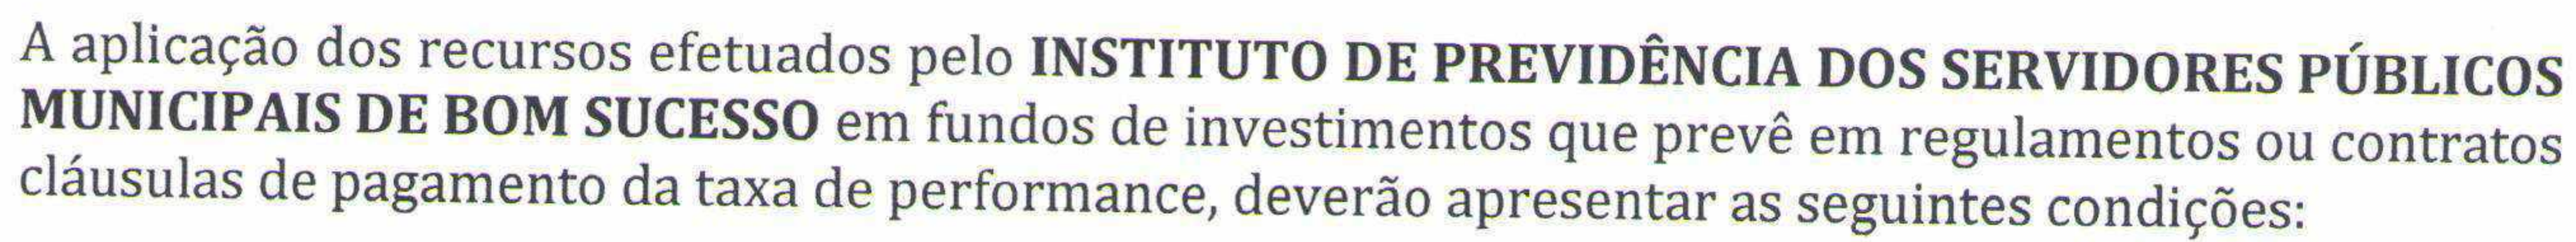 A aplicação dos recursos efetuados pelo INSTITUTO DE PREVIDÊNCIA DOS SERVIDORES PÚBLICOS
MUNICIPAIS DE BOM SUCESSO em fundos de investimentos que prevê em regulamentos ou contratos
cláusulas de pagamento da taxa de performance, deverão apresentar as seguintes condições: